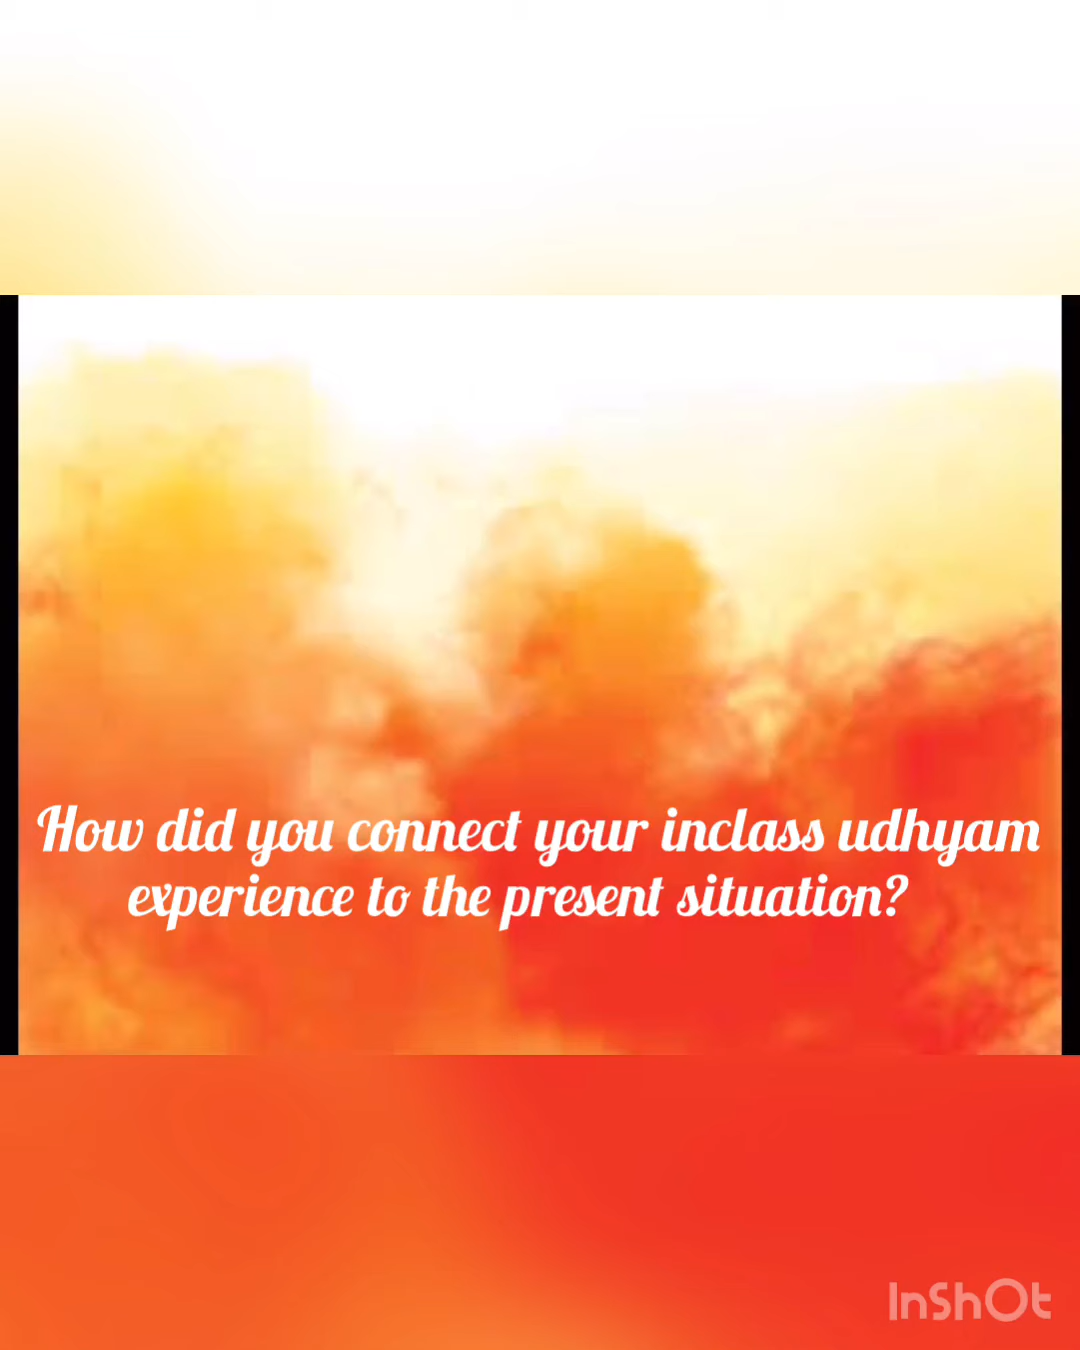 How did you connect your inclass udhyam
experience to the present situation?
InShOt